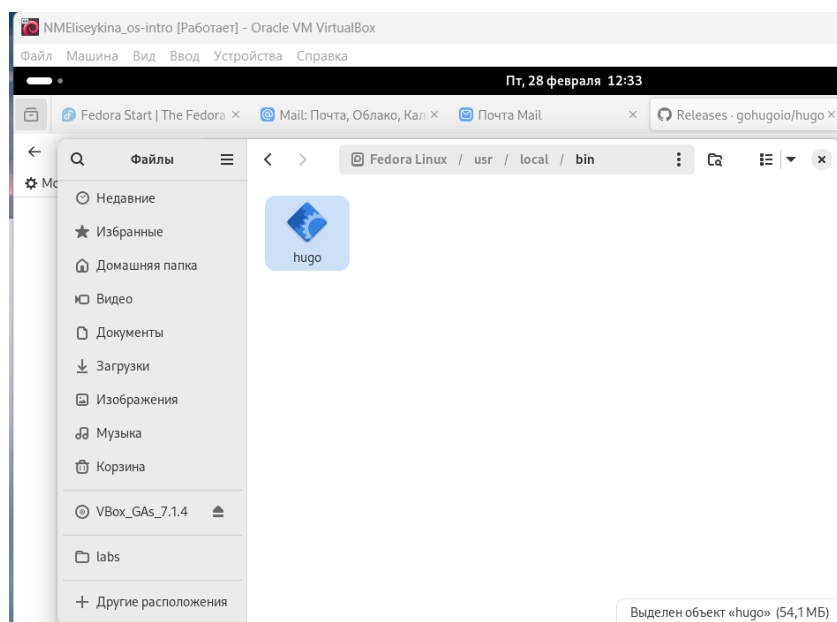 NMEliseykina_os-intro [Работает] - Oracle VM VirtualBox
Файл Машина Вид Ввод Устройства Справка
Пт, 28 февраля 12:33
Fedora Start | The Fedora Mail: Почта, Облако, Кал Почта Mail Releases · gohugoio/hugo
Мо
Файлы
Fedora Linux / usr / local / bin
Недавние
Избранные
Домашняя папка
Видео
Документы
Загрузки
Изображения
Музыка
Корзина
VBox_GAs_7.1.4
labs
Другие расположения
hugo
Выделен объект «hugo» (54,1 МБ)